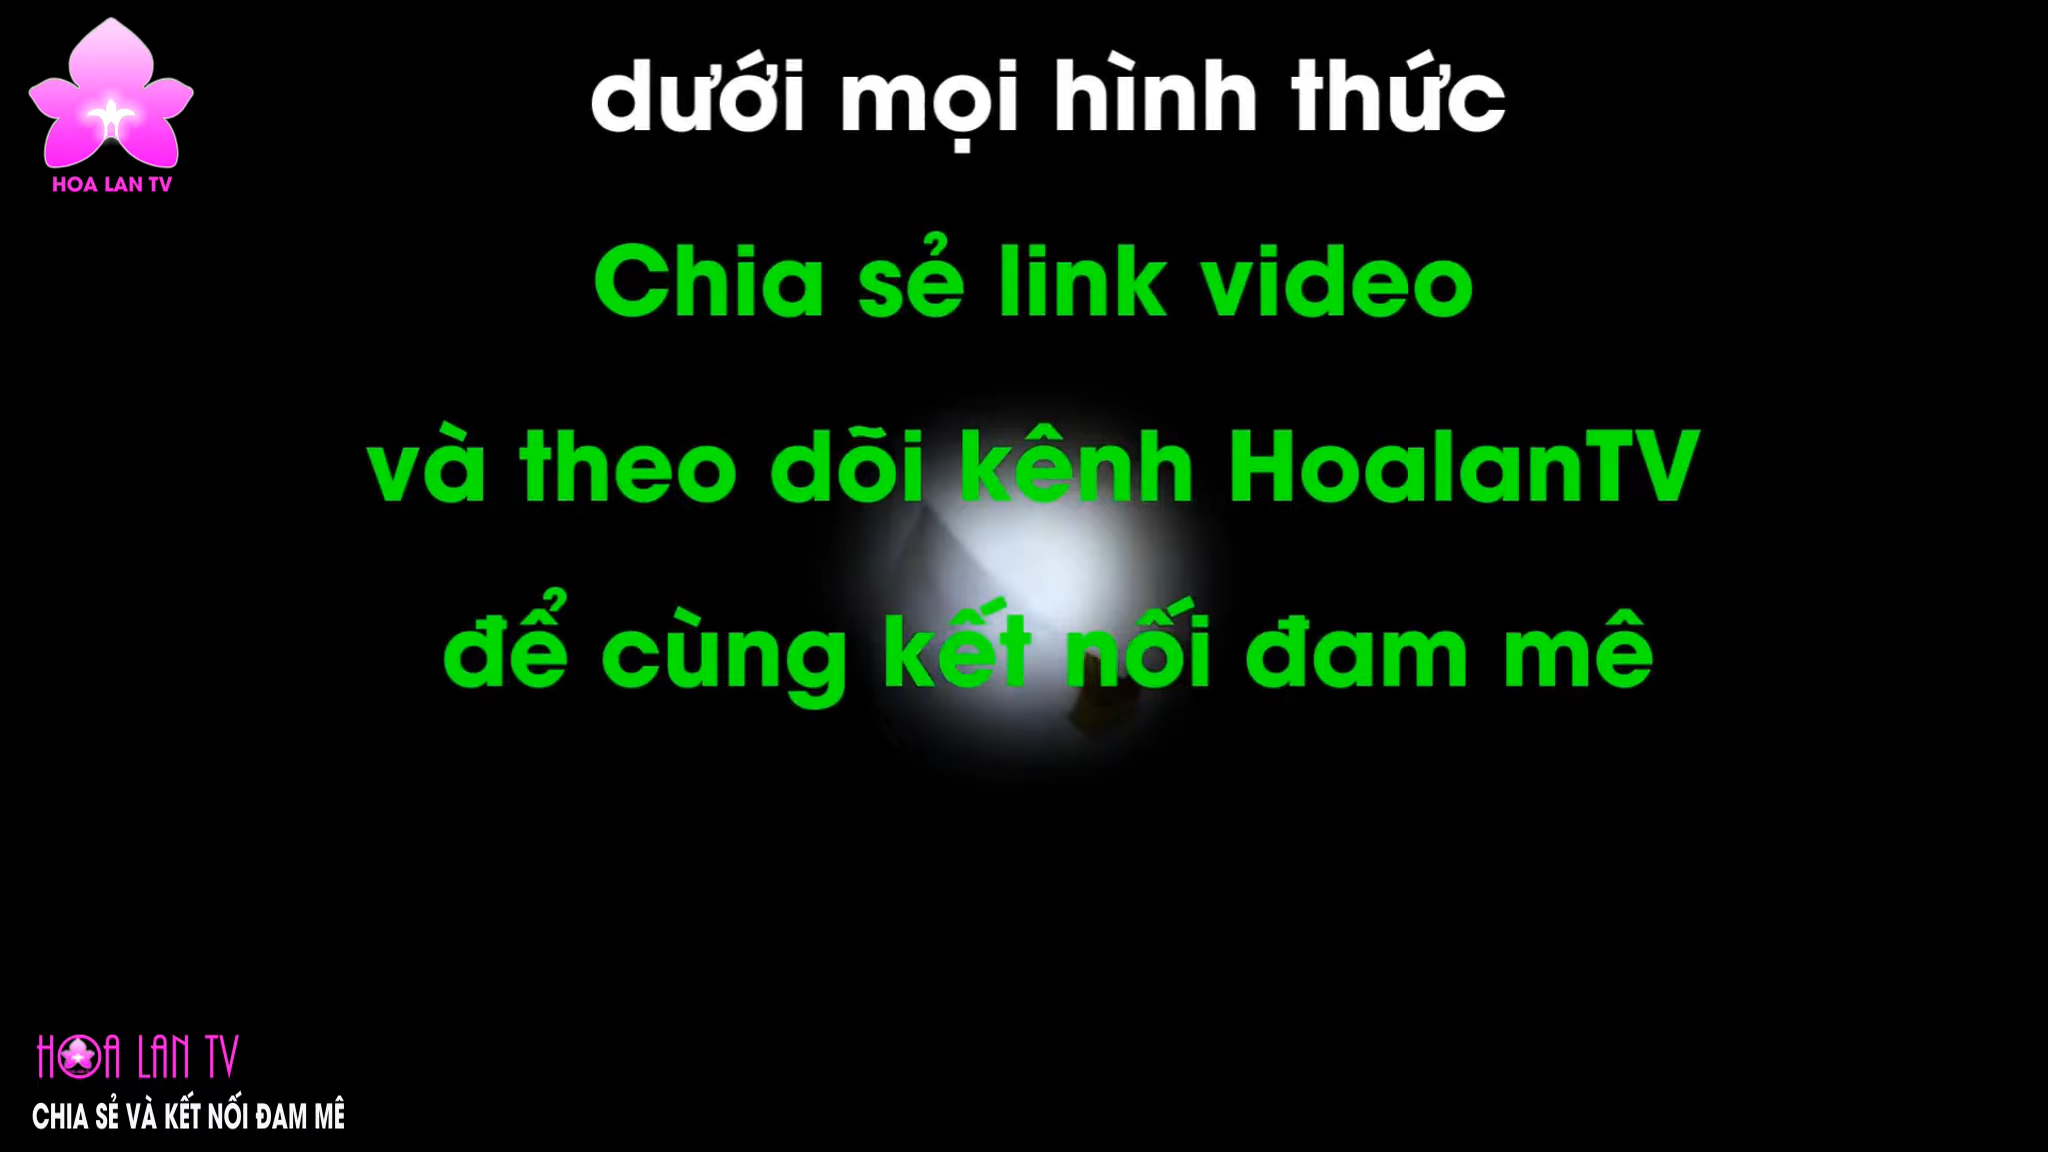 HOA LAN TV
dưới mọi hình thức
Chia sẻ link video
và theo dõi kênh HoalanTV
để cùng kết nối đam mê
HOA LAN TV
CHIA SẺ VÀ KẾT NỐI ĐAM MÊ